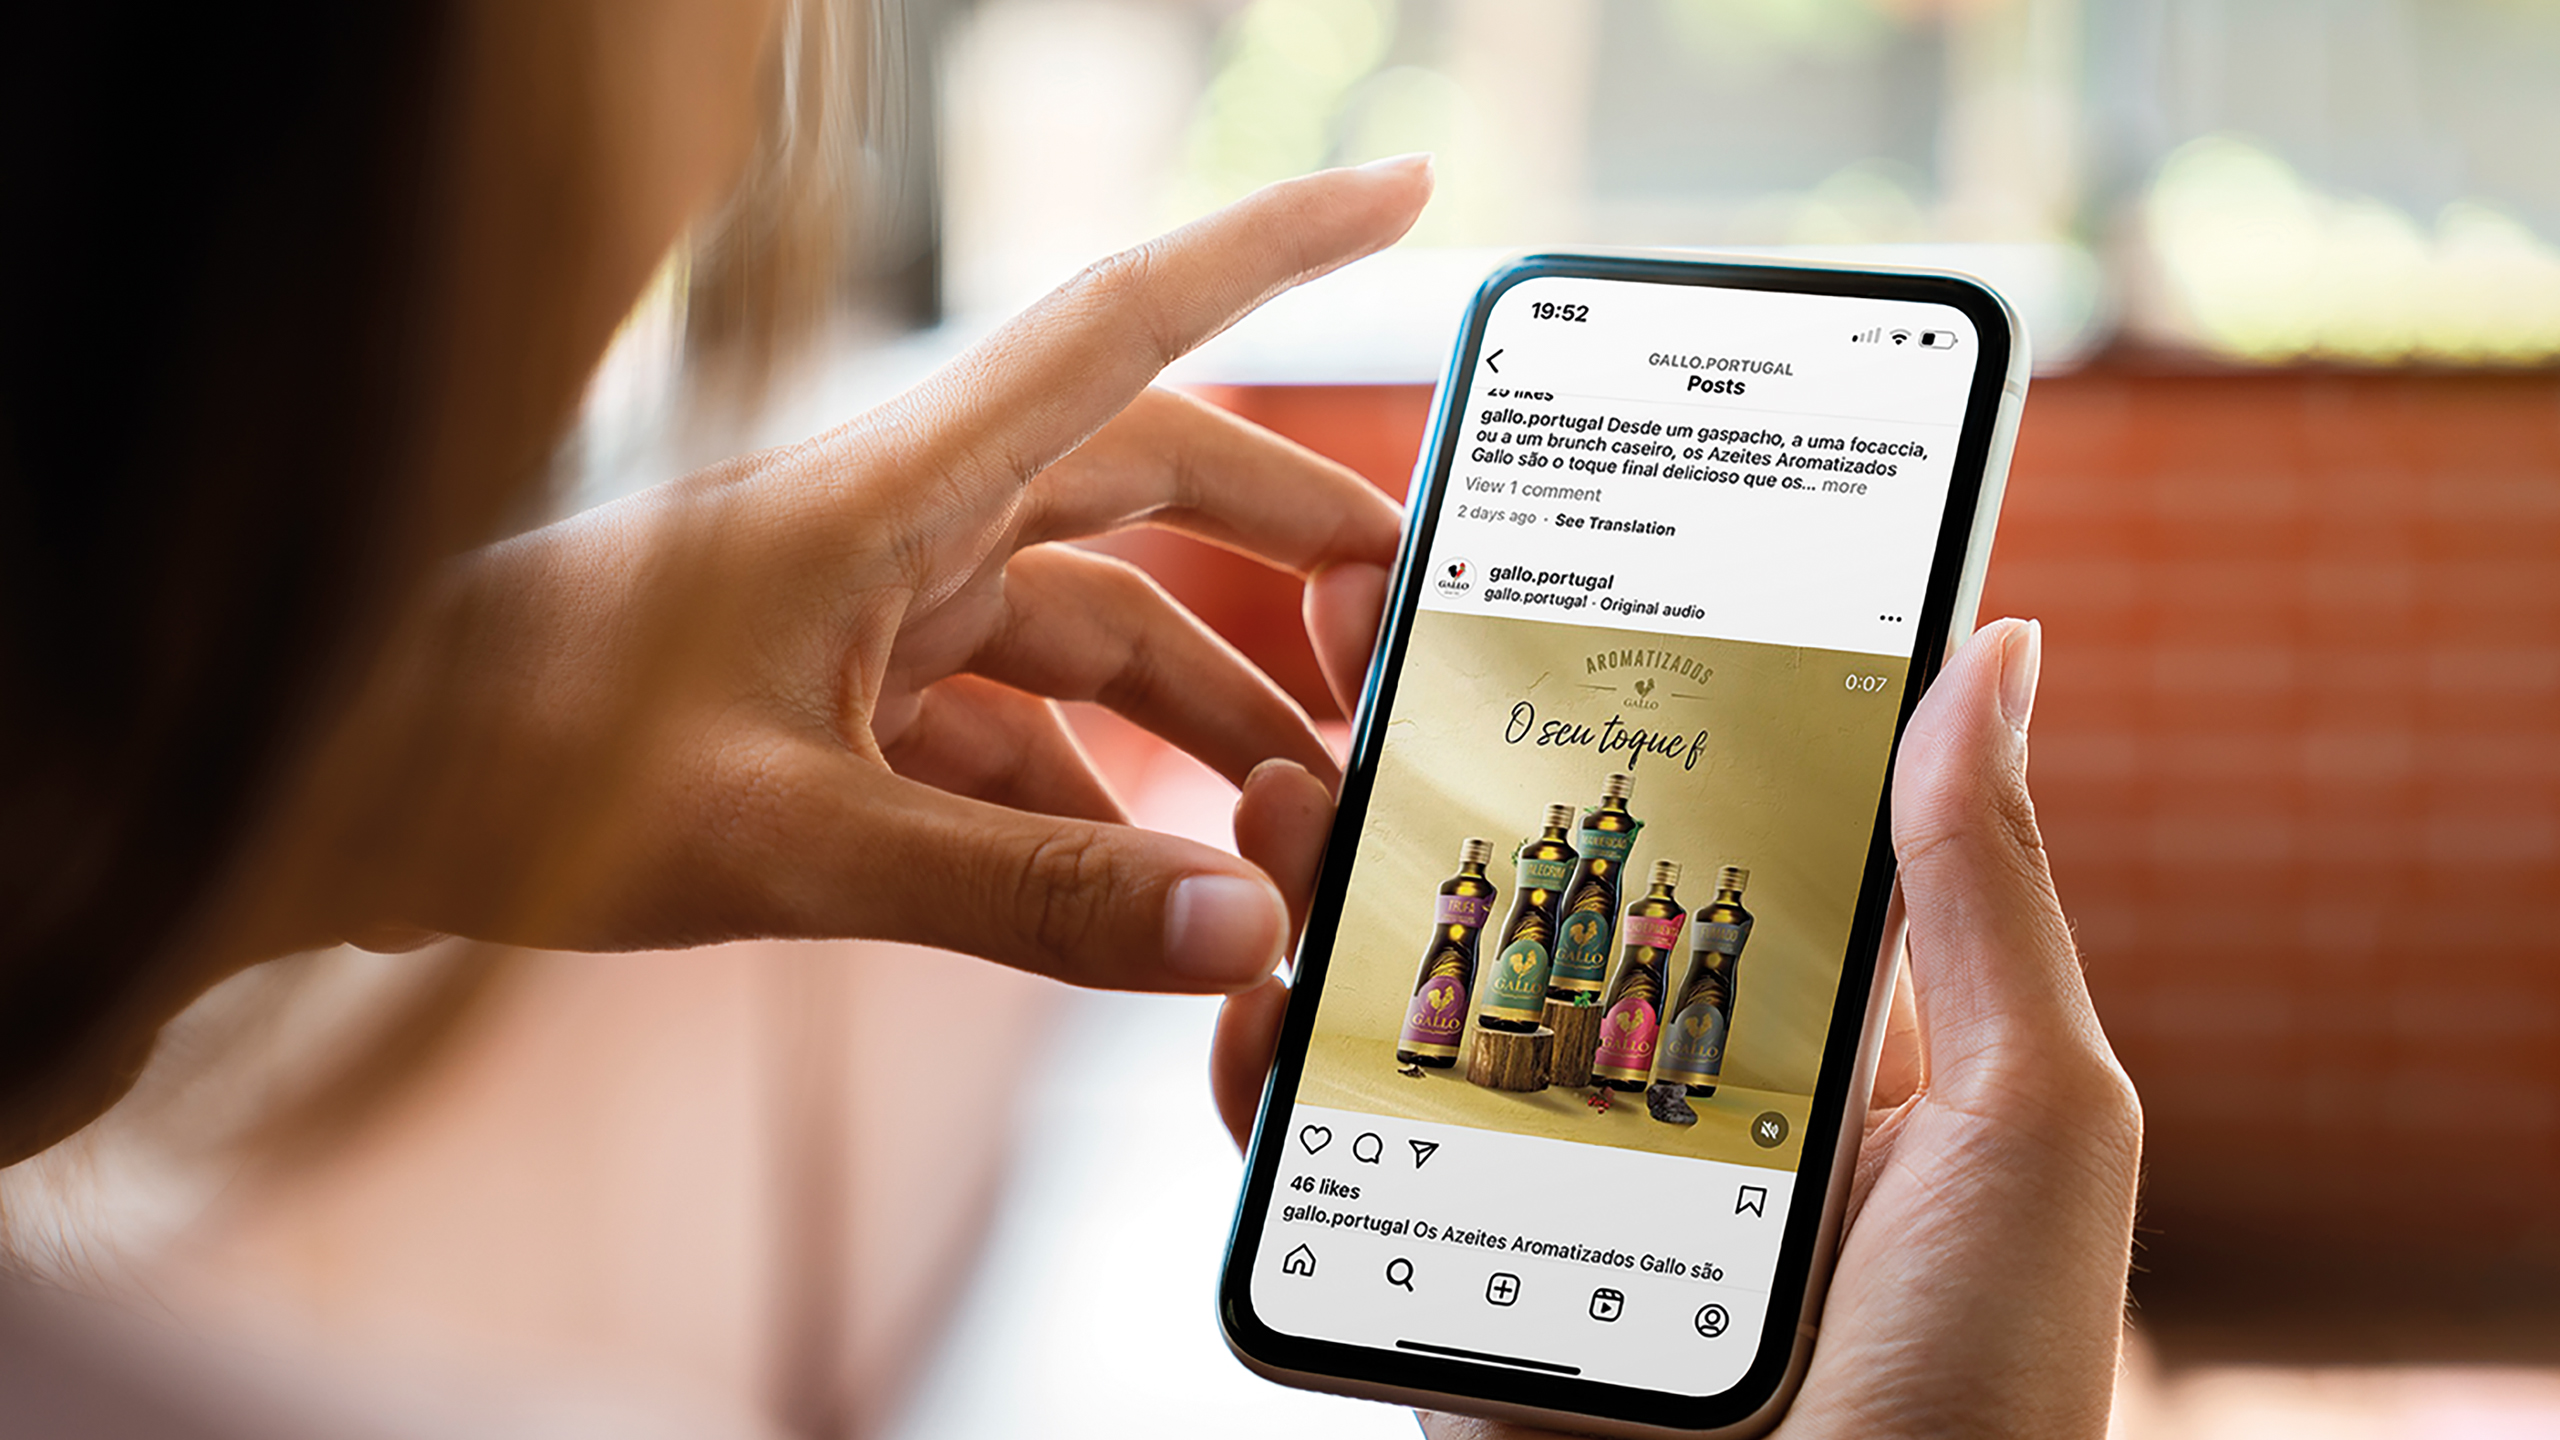 19:52
GALLO.PORTUGAL
Posts
likes
gallo.portugal Desde um gaspacho, a uma focaccia,
ou a um brunch caseiro, os Azeites Aromatizados
Gallo são o toque final delicioso que os... more
View 1 comment
2 days ago · See Translation
GALLO
gallo.portugal
gallo.portugal · Original audio
AROMATIZADOS
GALLO
0:07
O seu toque f
MANJERICÃO
ALECRIM
TRUFA
FUMADO
GALLO
GALLO
GALLO
GALLO
GALLO
46 likes
gallo.portugal Os Azeites Aromatizados Gallo são